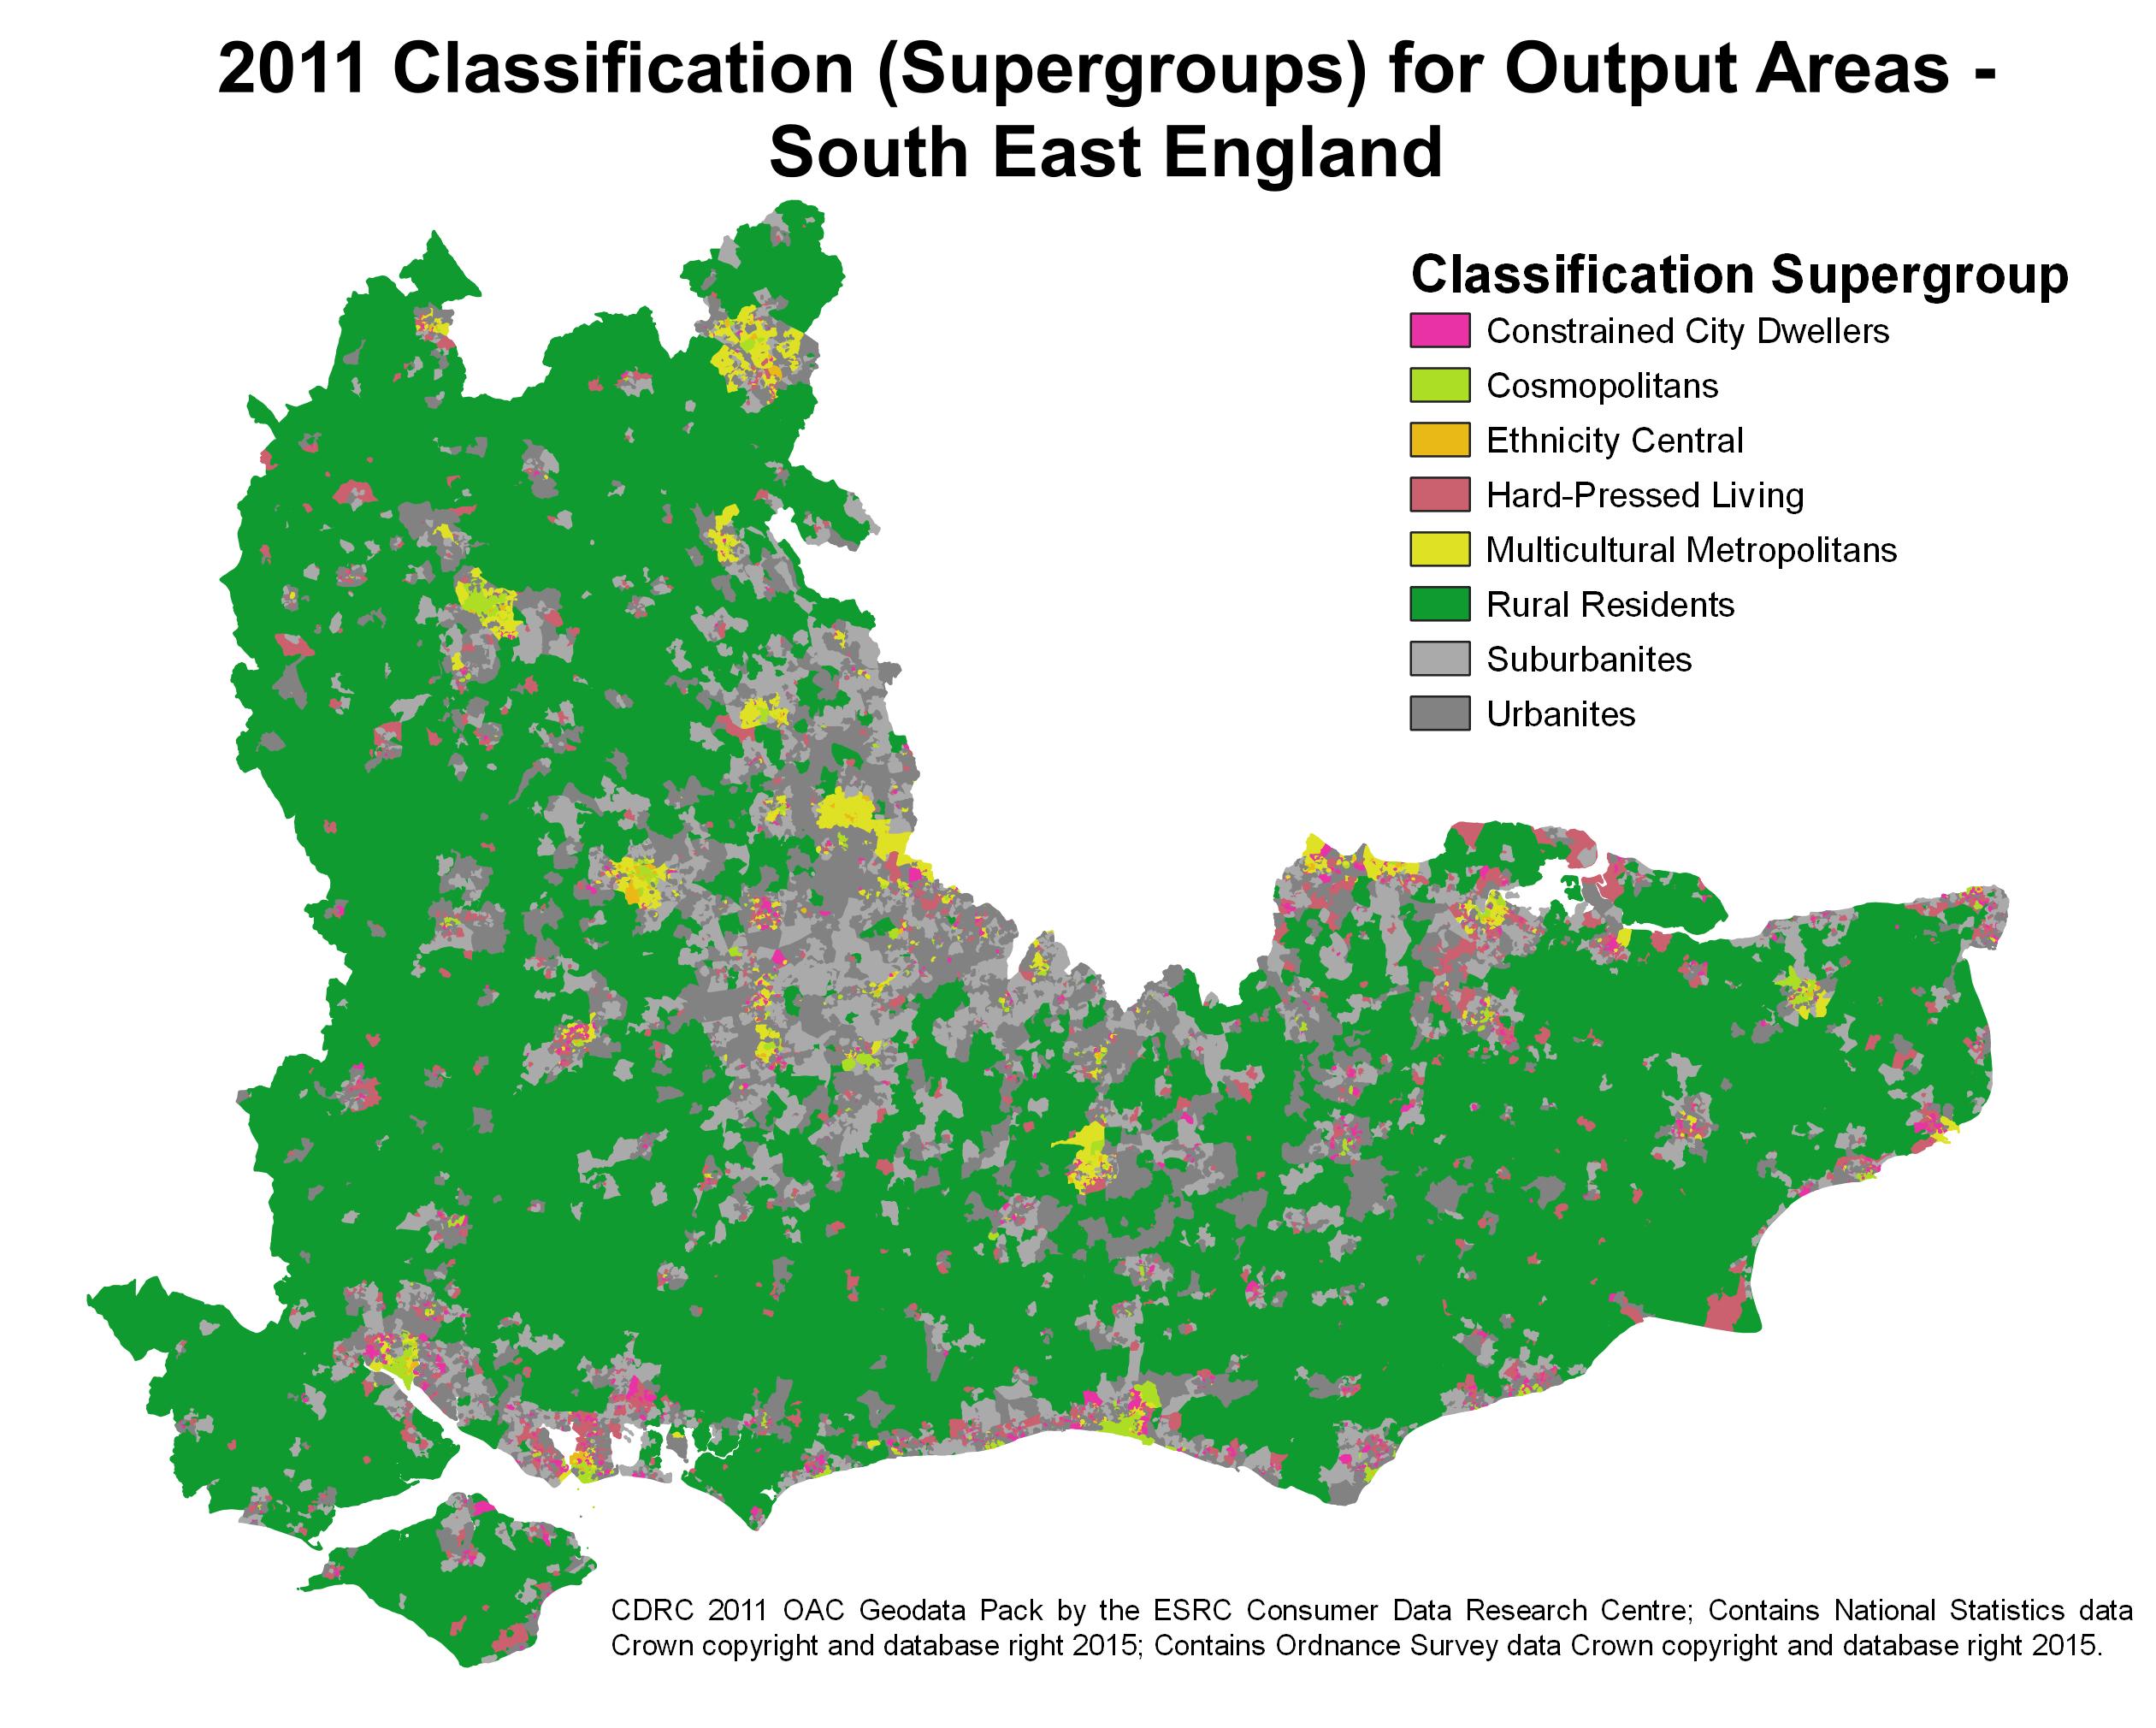 2011 Classification (Supergroups) for Output Areas -
South East England
Classification Supergroup
Constrained City Dwellers
Cosmopolitans
Ethnicity Central
Hard-Pressed Living
Multicultural Metropolitans
Rural Residents
Suburbanites
Urbanites
CDRC 2011 OAC Geodata Pack by the ESRC Consumer Data Research Centre; Contains National Statistics data
Crown copyright and database right 2015; Contains Ordnance Survey data Crown copyright and database right 2015.